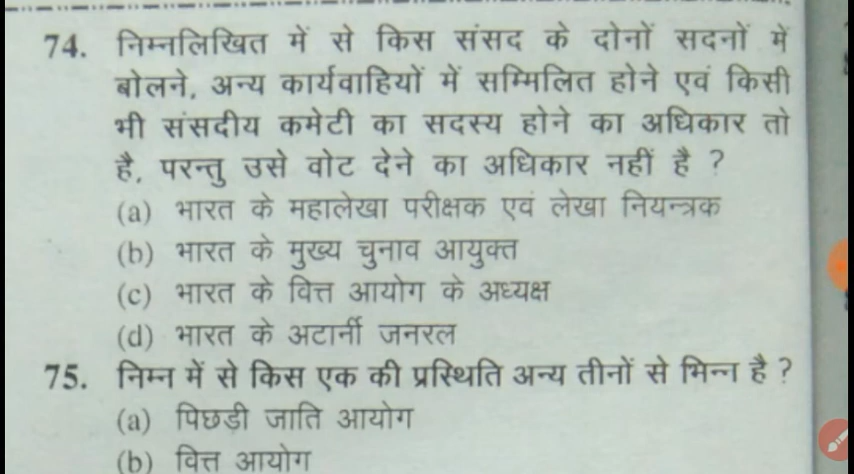 74. निम्नलिखित में से किस संसद के दोनों सदनों में
बोलने, अन्य कार्यवाहियों में सम्मिलित होने एवं किसी
भी संसदीय कमेटी का सदस्य होने का अधिकार तो
है, परन्तु उसे वोट देने का अधिकार नहीं है ?
(a) भारत के महालेखा परीक्षक एवं लेखा नियन्त्रक
(b) भारत के मुख्य चुनाव आयुक्त
(c) भारत के वित्त आयोग के अध्यक्ष
(d) भारत के अटार्नी जनरल
75. निम्न में से किस एक की प्रस्थिति अन्य तीनों से भिन्न है ?
(a) पिछड़ी जाति आयोग
(b) वित्त आयोग